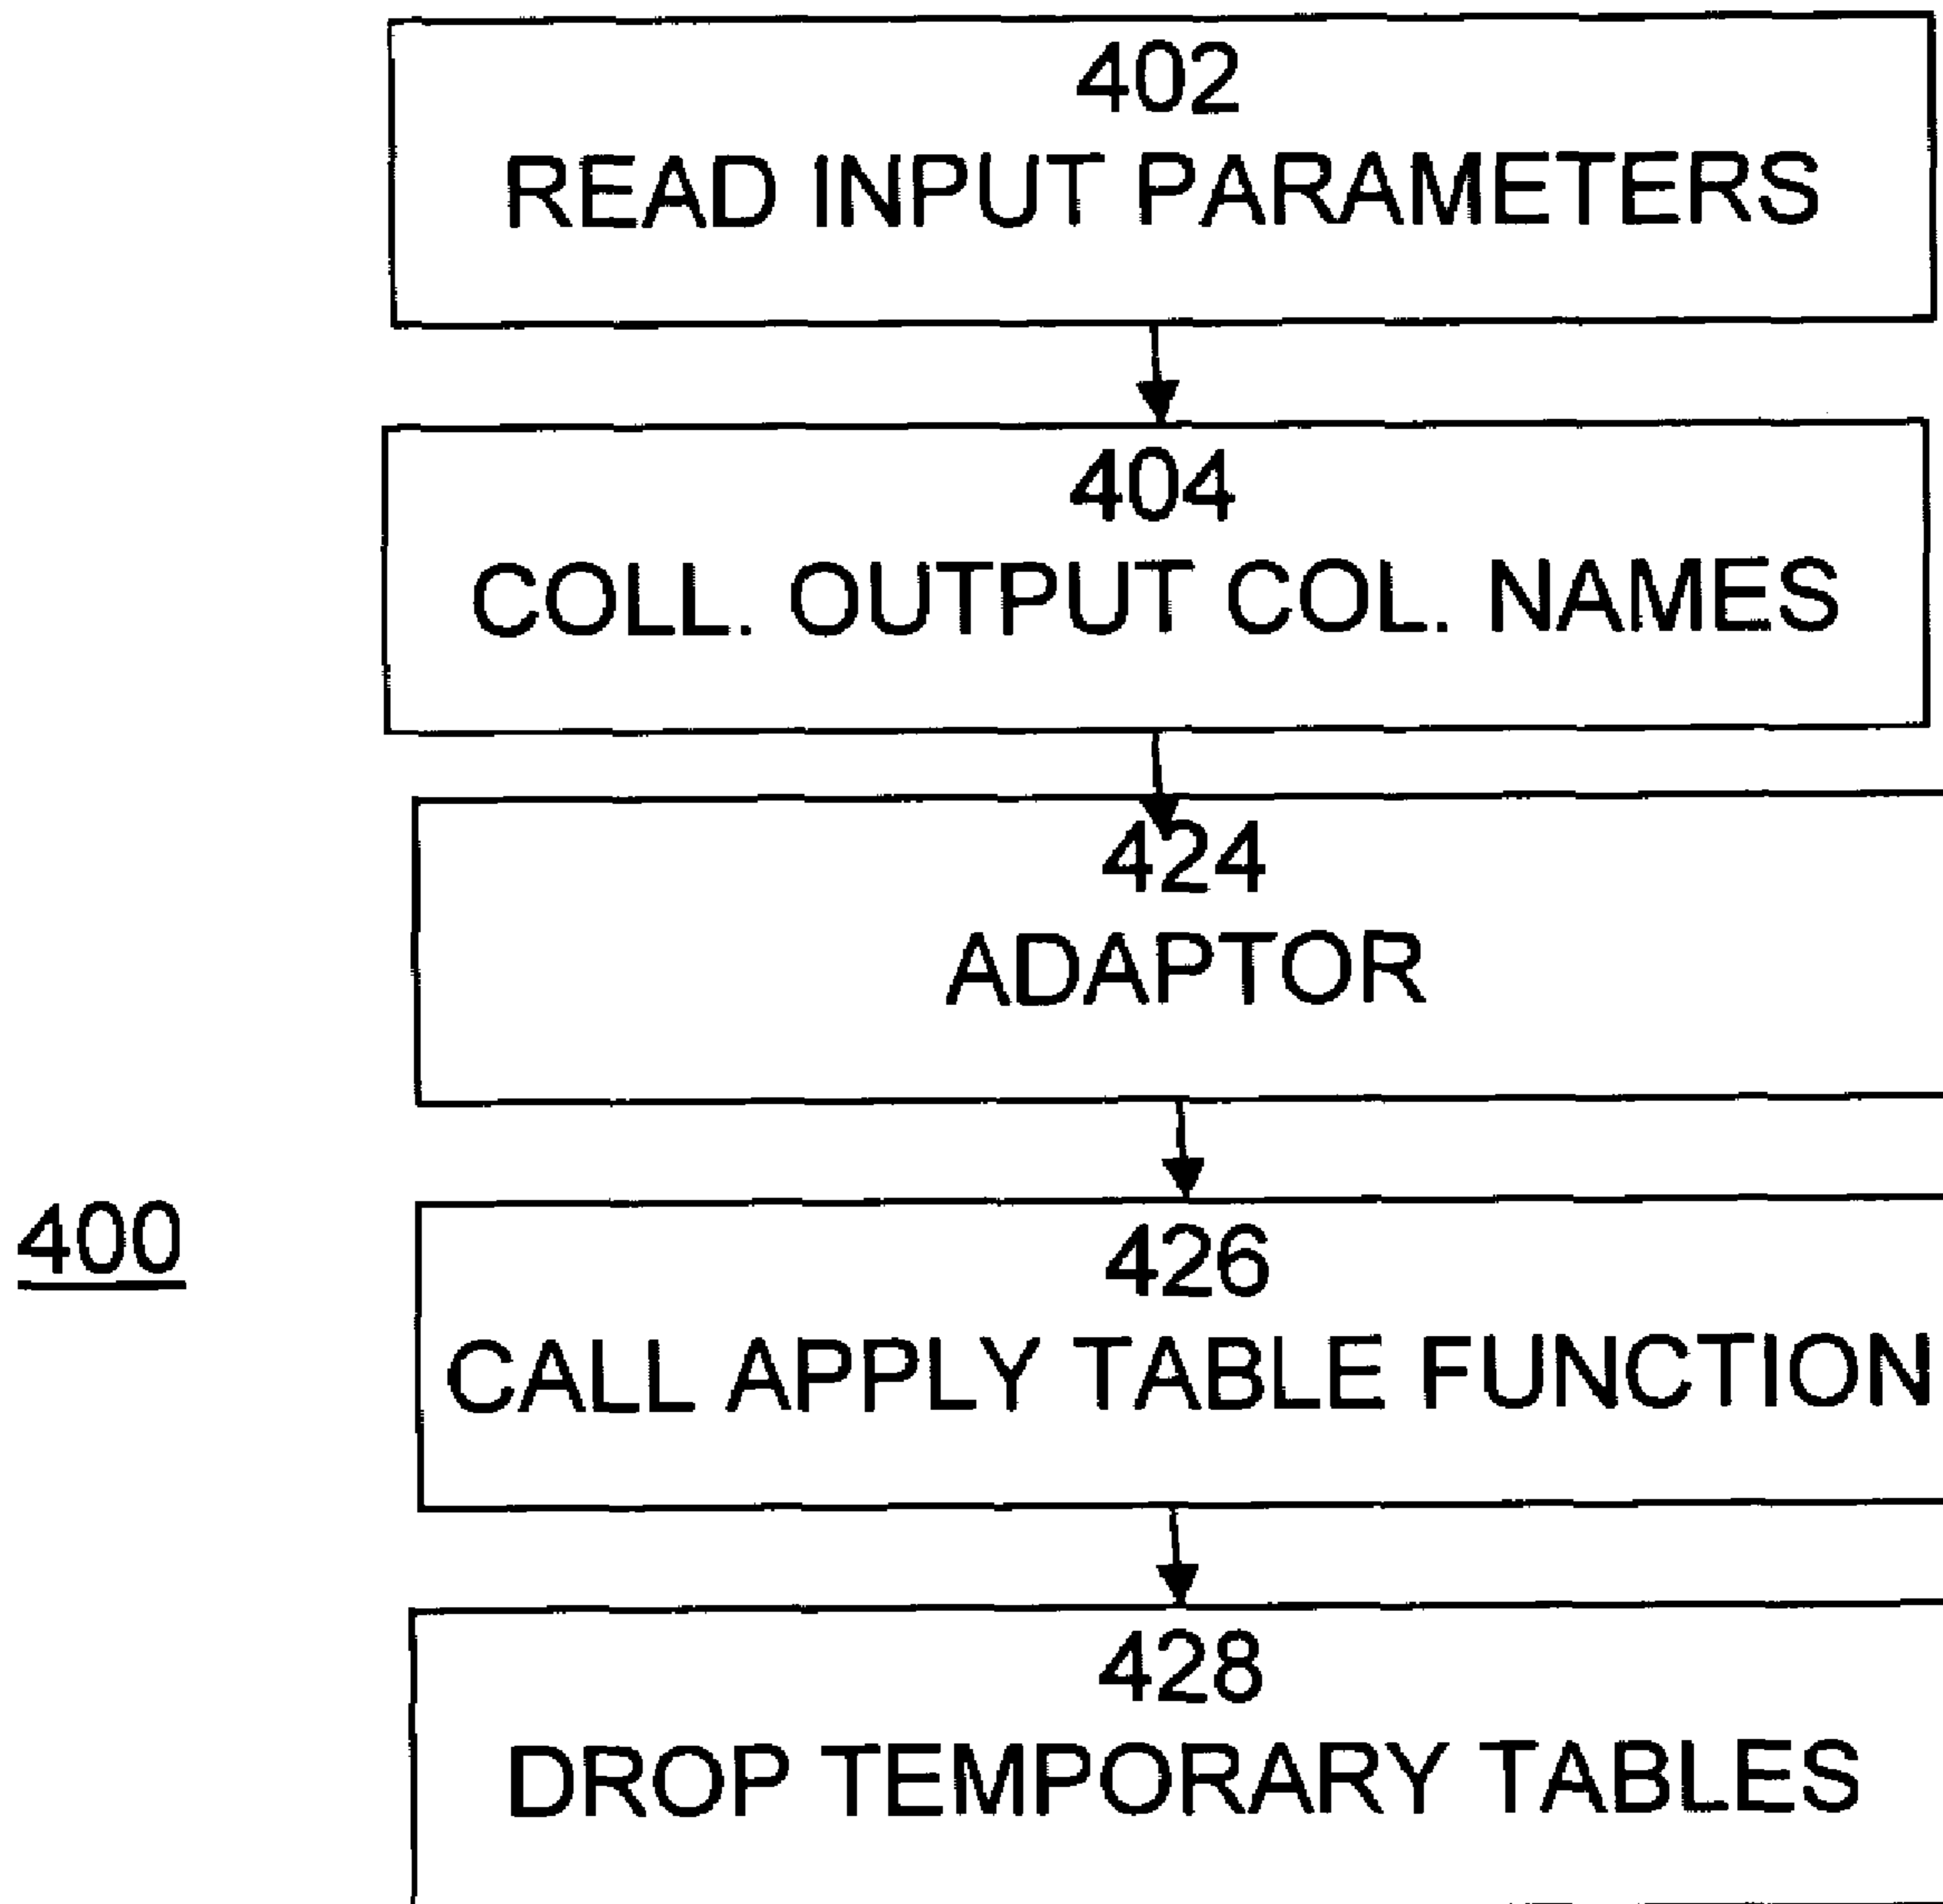 402
READ INPUT PARAMETERS
404
COLL. OUTPUT COL. NAMES
424
ADAPTOR
400
426
CALL APPLY TABLE FUNCTION
428
DROP TEMPORARY TABLES